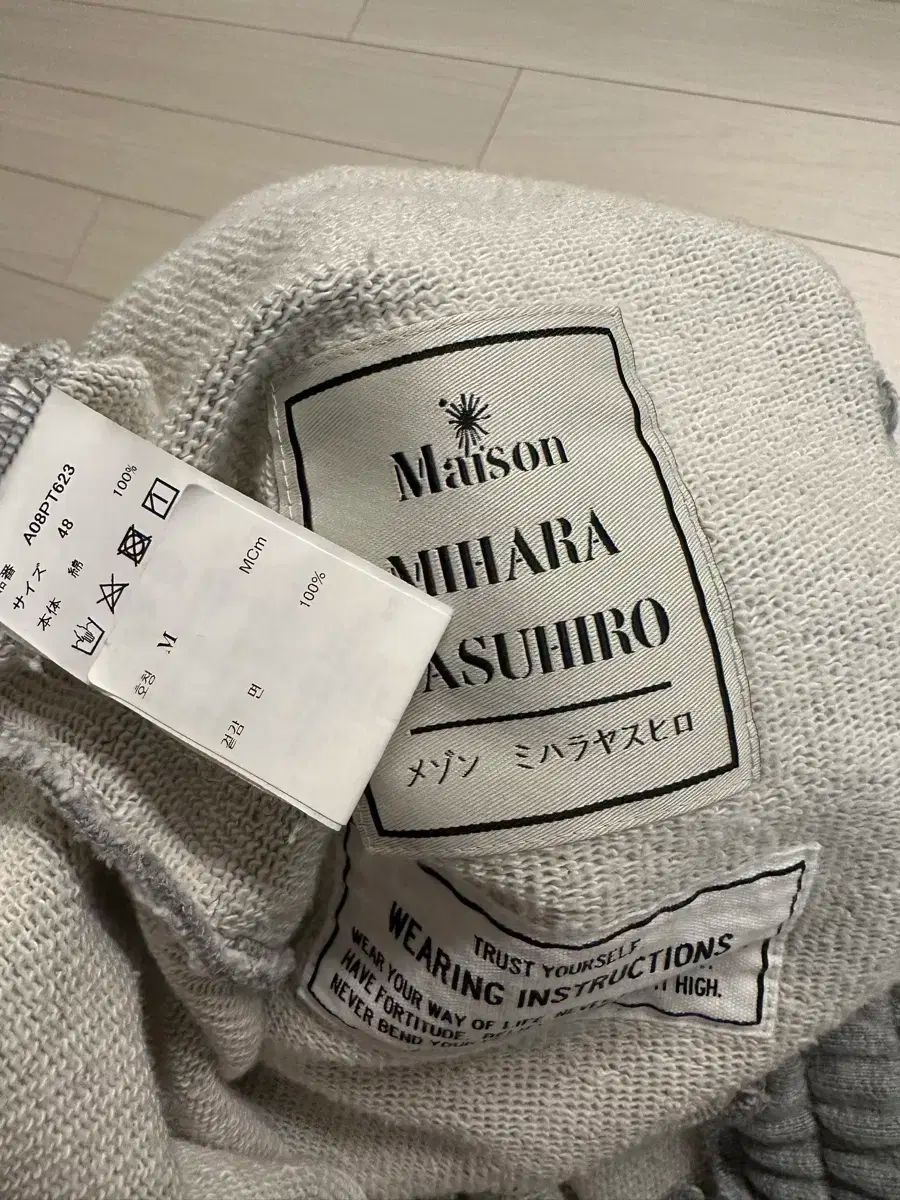 Maison
MIHARA
ASUHIRO
メゾン ミハラヤスヒロ
A08PT623
サイズ 48
本体 綿 100%
MCm
호칭 M
겉감 면 100%
WEARING INSTRUCTIONS
TRUST YOURSELF
WEAR YOUR WAY OF LIFE, NEVER
HAVE FORTITUDE
HIGH.
NEVER BEND